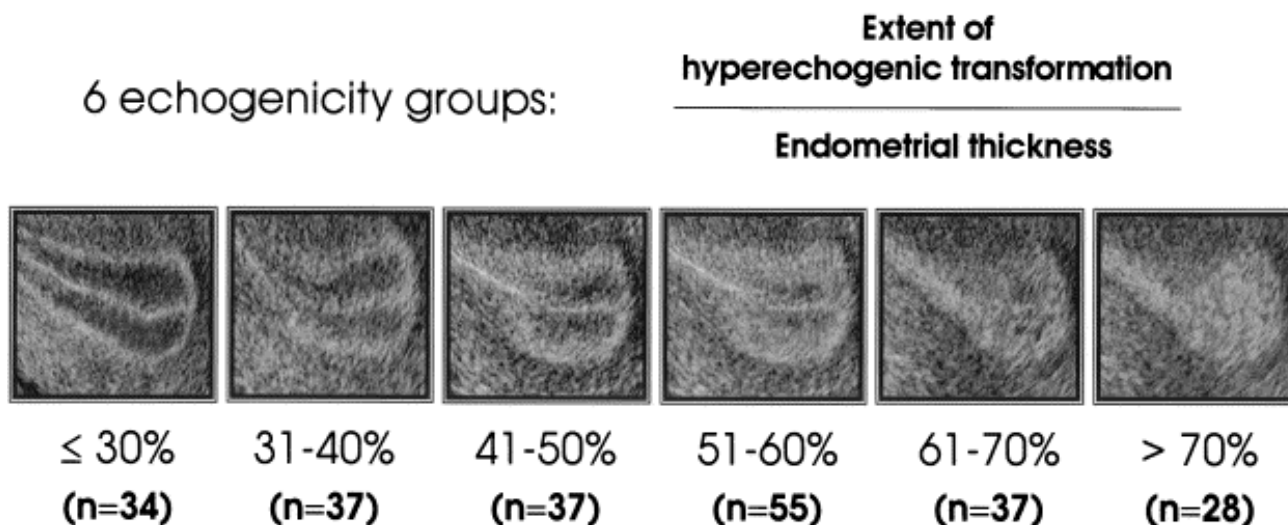 6 echogenicity groups:
Extent of
hyperechogenic transformation
Endometrial thickness
≤ 30%
31-40%
41-50%
51-60%
61-70%
> 70%
(n=34)
(n=37)
(n=37)
(n=55)
(n=37)
(n=28)